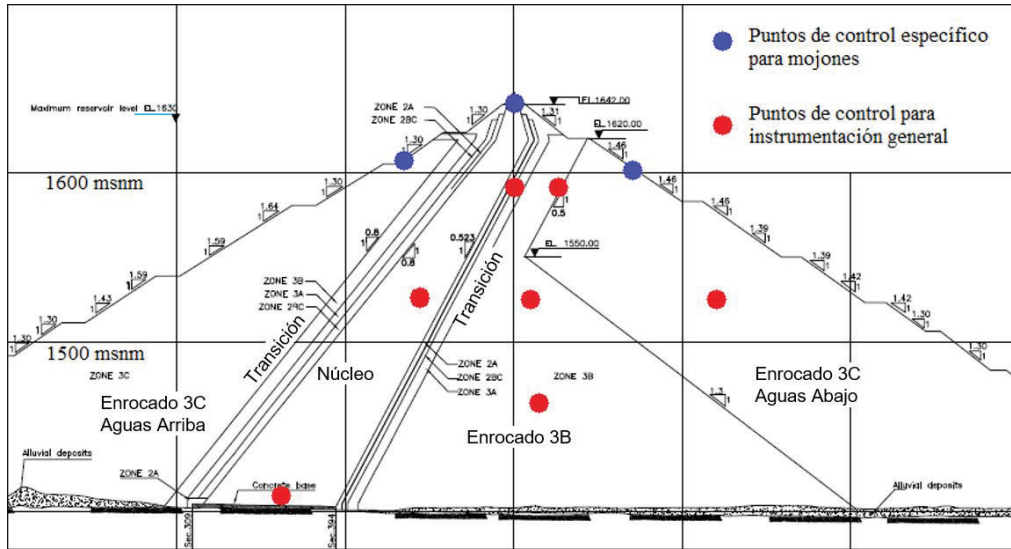 Puntos de control específico
para mojones
Puntos de control para
instrumentación general
Maximum reservoir level EL.1630
ZONE 2A
ZONE 2BC
1.30
1
1.31
1
EL.1642.00
EL.1620.00
1.30
1
1.46
1
1600 msnm
1.30
1
1.46
1
1.64
1
1.46
1
1.59
1
0.8
1
0.8
1
0.523
1
1
0.5
EL. 1550.00
1.39
1
1.59
1
1.39
1
1.43
1
1.42
1
1.30
1
1.42
1
1.30
1
1.30
1
1.30
1
ZONE 3B
ZONE 3A
ZONE 2BC
Transición
Transición
1500 msnm
ZONE 3C
Núcleo
ZONE 2A
ZONE 2BC
ZONE 3A
ZONE 3B
1.3
1
Enrocado 3C
Aguas Arriba
Enrocado 3B
Enrocado 3C
Aguas Abajo
Alluvial deposits
ZONE 2A
Concrete base
Alluvial deposits
Sec.309
Sec.394